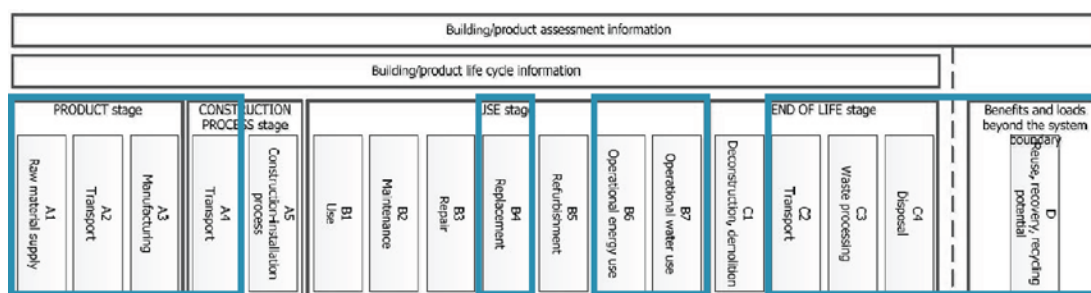 Building/product assessment information
Building/product life cycle information
PRODUCT stage
CONSTRUCTION
PROCESS stage
USE stage
END OF LIFE stage
Benefits and loads
beyond the system
boundary
A1
Raw material supply
A2
Transport
A3
Manufacturing
A4
Transport
A5
Construction-installation
process
B1
Use
B2
Maintenance
B3
Repair
B4
Replacement
B5
Refurbishment
B6
Operational energy use
B7
Operational water use
C1
Deconstruction, demolition
C2
Transport
C3
Waste processing
C4
Disposal
D
Reuse, recovery, recycling
potential